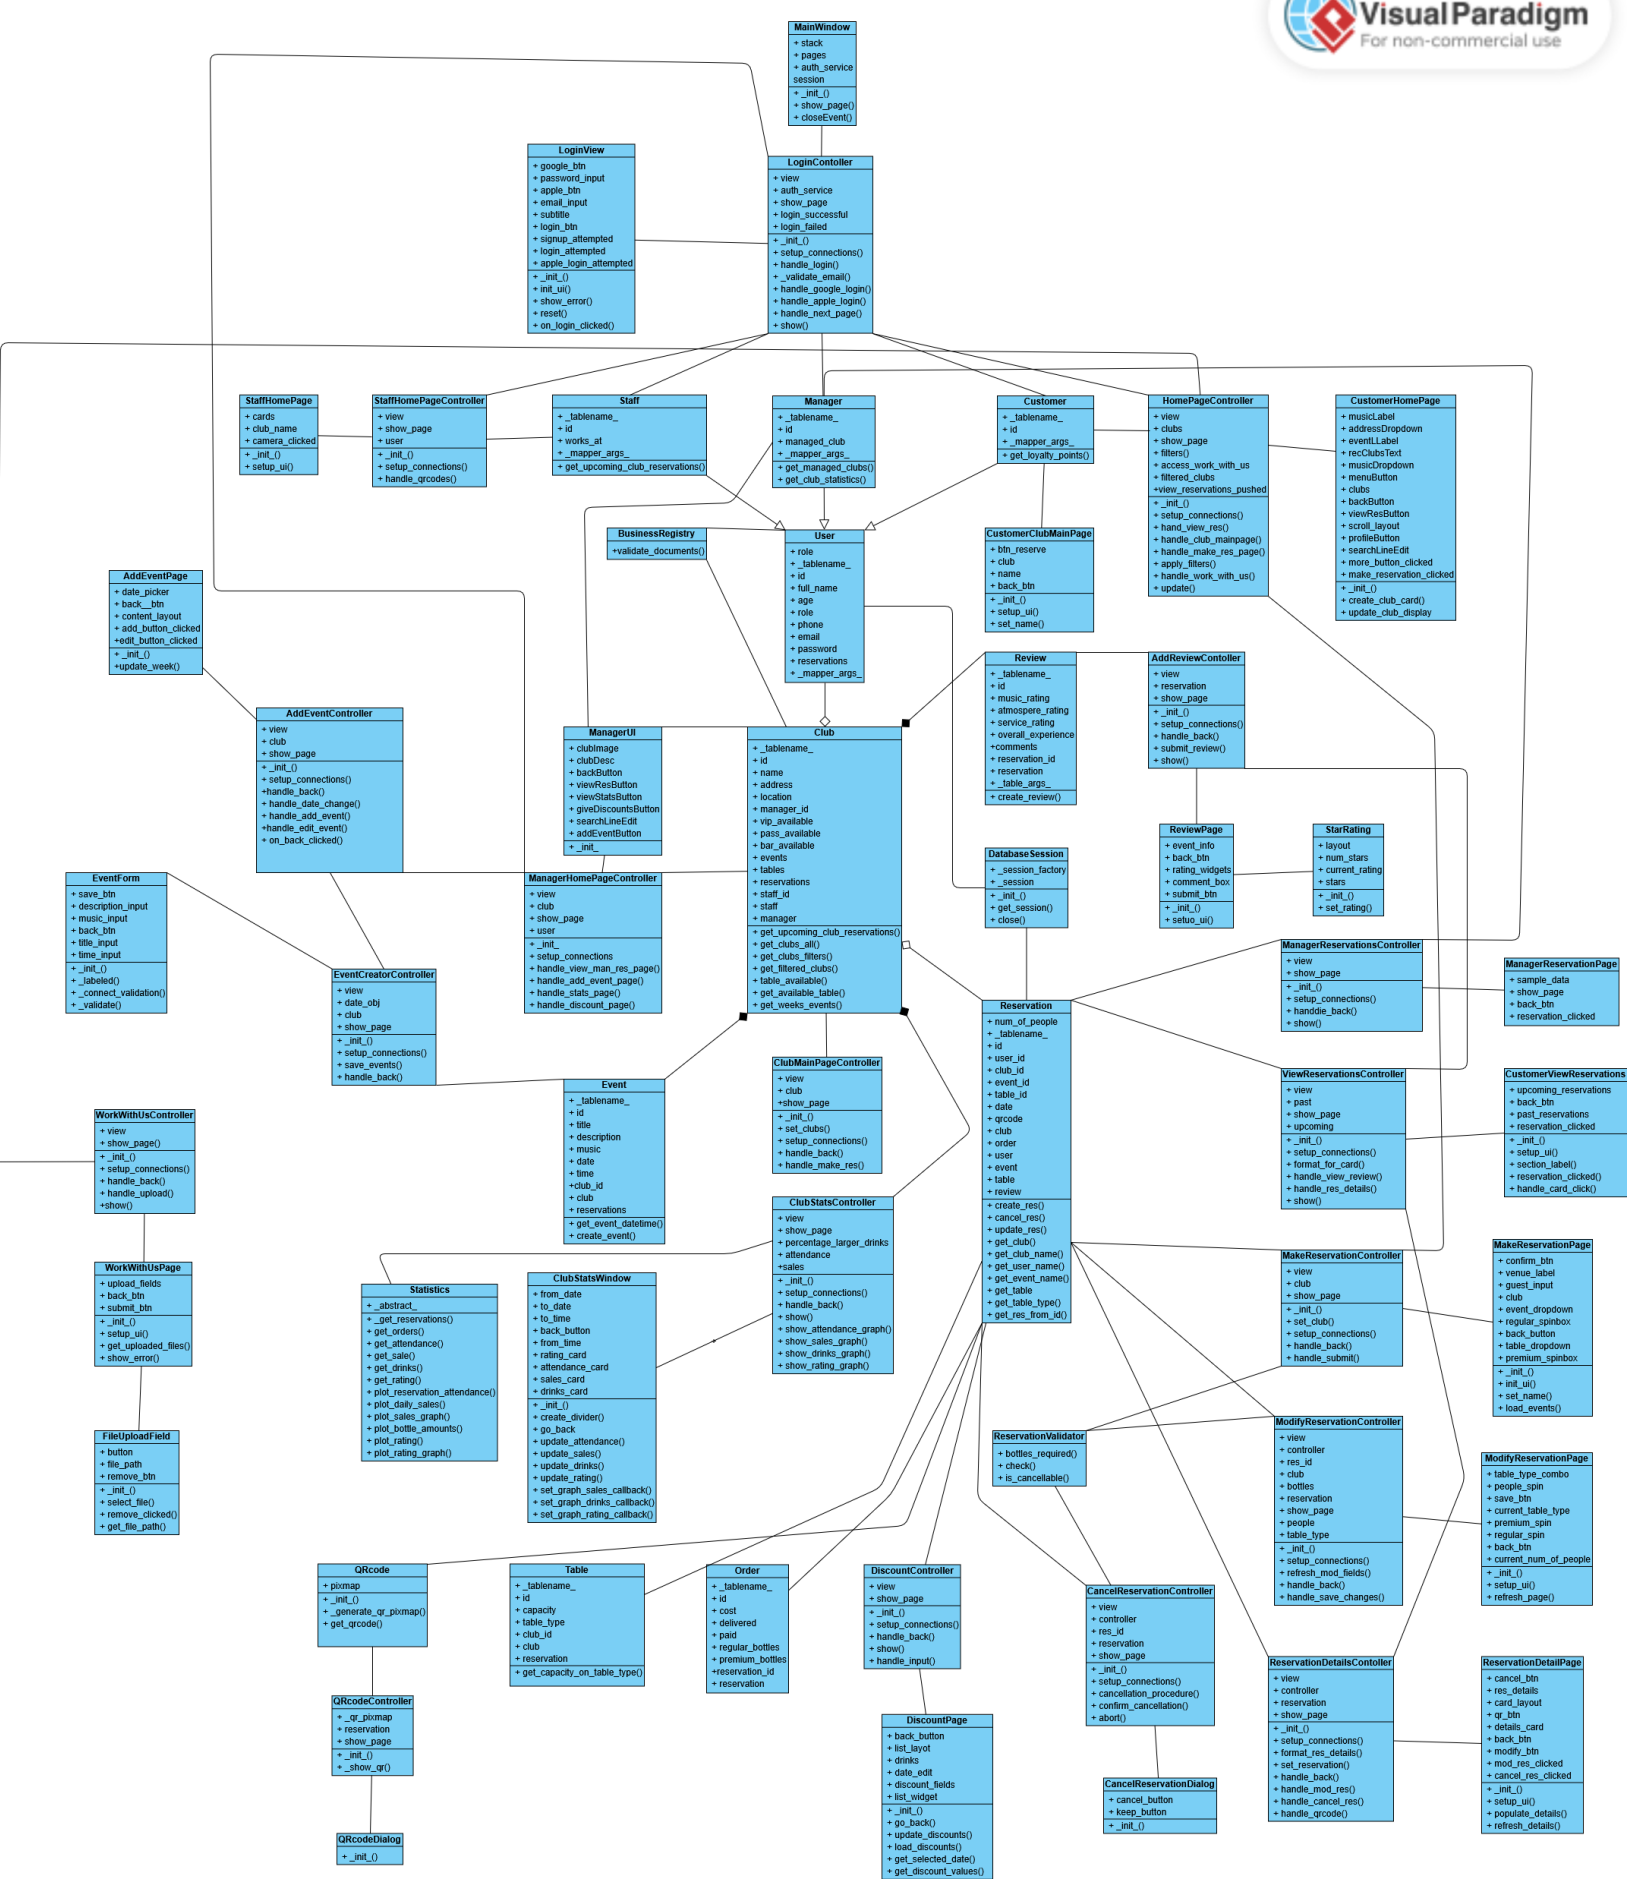 Visual Paradigm
For non-commercial use
MainWindow
+ stack
+ pages
+ auth_service
session
+ _init_()
+ show_page()
+ closeEvent()
LoginView
+ google_btn
+ password_input
+ apple_btn
+ email_input
+ subtitle
+ login_btn
+ signup_attempted
+ login_attempted
+ apple_login_attempted
+ _init_()
+ init_ui()
+ show_error()
+ reset()
+ on_login_clicked()
LoginContoller
+ view
+ auth_service
+ show_page
+ login_successful
+ login_failed
+ _init_()
+ setup_connections()
+ handle_login()
+ _validate_email()
+ handle_google_login()
+ handle_apple_login()
+ handle_next_page()
+ show()
StaffHomePage
+ cards
+ club_name
+ camera_clicked
+ _init_()
+ setup_ui()
StaffHomePageController
+ view
+ show_page
+ user
+ _init_()
+ setup_connections()
+ handle_qrcodes()
Staff
+ _tablename_
+ id
+ works_at
+ _mapper_args_
+ get_upcoming_club_reservations()
Manager
+ _tablename_
+ id
+ managed_club
+ _mapper_args_
+ get_managed_clubs()
+ get_club_statistics()
Customer
+ _tablename_
+ id
+ _mapper_args_
+ get_loyalty_points()
HomePageController
+ view
+ clubs
+ show_page
+ filters()
+ access_work_with_us
+ filtered_clubs
+view_reservations_pushed
+ _init_()
+ setup_connections()
+ hand_view_res()
+ handle_club_mainpage()
+ handle_make_res_page()
+ apply_filters()
+ handle_work_with_us()
+ update()
CustomerHomePage
+ musicLabel
+ addressDropdown
+ eventLLabel
+ recClubsText
+ musicDropdown
+ menuButton
+ clubs
+ backButton
+ viewResButton
+ scroll_layout
+ profileButton
+ searchLineEdit
+ more_button_clicked
+ make_reservation_clicked
+ _init_()
+ create_club_card()
+ update_club_display
BusinessRegistry
+validate_documents()
User
+ role
+ _tablename_
+ id
+ full_name
+ age
+ role
+ phone
+ email
+ password
+ reservations
+ _mapper_args_
CustomerClubMainPage
+ btn_reserve
+ club
+ name
+ back_btn
+ _init_()
+ setup_ui()
+ set_name()
AddEventPage
+ date_picker
+ back__btn
+ content_layout
+ add_button_clicked
+edit_button_clicked
+ _init_()
+update_week()
AddEventController
+ view
+ club
+ show_page
+ _init_()
+ setup_connections()
+handle_back()
+ handle_date_change()
+ handle_add_event()
+handle_edit_event()
+ on_back_clicked()
ManagerUI
+ clubImage
+ clubDesc
+ backButton
+ viewResButton
+ viewStatsButton
+ giveDiscountsButton
+ searchLineEdit
+ addEventButton
+ _init_
Club
+ _tablename_
+ id
+ name
+ address
+ location
+ manager_id
+ vip_available
+ pass_available
+ bar_available
+ events
+ tables
+ reservations
+ staff_id
+ staff
+ manager
+ get_upcoming_club_reservations()
+ get_clubs_all()
+ get_clubs_filters()
+ get_filtered_clubs()
+ table_available()
+ get_available_table()
+ get_weeks_events()
Review
+ _tablename_
+ id
+ music_rating
+ atmospere_rating
+ service_rating
+ overall_experience
+comments
+ reservation_id
+ reservation
+ _table_args_
+ create_review()
AddReviewContoller
+ view
+ reservation
+ show_page
+ _init_()
+ setup_connections()
+ handle_back()
+ submit_review()
+ show()
ReviewPage
+ event_info
+ back_btn
+ rating_widgets
+ comment_box
+ submit_btn
+ _init_()
+ setuo_ui()
StarRating
+ layout
+ num_stars
+ current_rating
+ stars
+ _init_()
+ set_rating()
DatabaseSession
+ _session_factory
+ _session
+ _init_()
+ get_session()
+ close()
EventForm
+ save_btn
+ description_input
+ music_input
+ back_btn
+ title_input
+ time_input
+ _init_()
+ _labeled()
+ _connect_validation()
+ _validate()
ManagerHomePageController
+ view
+ club
+ show_page
+ user
+ _init_
+ setup_connections
+ handle_view_man_res_page()
+ handle_add_event_page()
+ handle_stats_page()
+ handle_discount_page()
EventCreatorController
+ view
+ date_obj
+ club
+ show_page
+ _init_()
+ setup_connections()
+ save_events()
+ handle_back()
ManagerReservationsController
+ view
+ show_page
+ _init_()
+ setup_connections()
+ handdie_back()
+ show()
ManagerReservationPage
+ sample_data
+ show_page
+ back_btn
+ reservation_clicked
Reservation
+ num_of_people
+ _tablename_
+ id
+ user_id
+ club_id
+ event_id
+ table_id
+ date
+ qrcode
+ club
+ order
+ user
+ event
+ table
+ review
+ create_res()
+ cancel_res()
+ update_res()
+ get_club()
+ get_club_name()
+ get_user_name()
+ get_event_name()
+ get_table
+ get_table_type()
+ get_res_from_id()
ClubMainPageController
+ view
+ club
+show_page
+ _init_()
+ set_clubs()
+ setup_connections()
+ handle_back()
+ handle_make_res()
Event
+ _tablename_
+ id
+ title
+ description
+ music
+ date
+ time
+club_id
+ club
+ reservations
+ get_event_datetime()
+ create_event()
ViewReservationsController
+ view
+ past
+ show_page
+ upcoming
+ _init_()
+ setup_connections()
+ format_for_card()
+ handle_view_review()
+ handle_res_details()
+ show()
CustomerViewReservations
+ upcoming_reservations
+ back_btn
+ past_reservations
+ reservation_clicked
+ _init_()
+ setup_ui()
+ section_label()
+ reservation_clicked()
+ handle_card_click()
WorkWithUsController
+ view
+ show_page()
+ _init_()
+ setup_connections()
+ handle_back()
+ handle_upload()
+show()
WorkWithUsPage
+ upload_fields
+ back_btn
+ submit_btn
+ _init_()
+ setup_ui()
+ get_uploaded_files()
+ show_error()
FileUploadField
+ button
+ file_path
+ remove_btn
+ _init_()
+ select_file()
+ remove_clicked()
+ get_file_path()
ClubStatsController
+ view
+ show_page
+ percentage_larger_drinks
+ attendance
+sales
+ _init_()
+ setup_connections()
+ handle_back()
+ show()
+ show_attendance_graph()
+ show_sales_graph()
+ show_drinks_graph()
+ show_rating_graph()
Statistics
+ _abstract_
+ _get_reservations()
+ get_orders()
+ get_attendance()
+ get_sale()
+ get_drinks()
+ get_rating()
+ plot_reservation_attendance()
+ plot_daily_sales()
+ plot_sales_graph()
+ plot_bottle_amounts()
+ plot_rating()
+ plot_rating_graph()
ClubStatsWindow
+ from_date
+ to_date
+ to_time
+ back_button
+ from_time
+ rating_card
+ attendance_card
+ sales_card
+ drinks_card
+ _init_()
+ create_divider()
+ go_back
+ update_attendance()
+ update_sales()
+ update_drinks()
+ update_rating()
+ set_graph_sales_callback()
+ set_graph_drinks_callback()
+ set_graph_rating_callback()
MakeReservationController
+ view
+ club
+ show_page
+ _init_()
+ set_club()
+ setup_connections()
+ handle_back()
+ handle_submit()
MakeReservationPage
+ confirm_btn
+ venue_label
+ guest_input
+ club
+ event_dropdown
+ regular_spinbox
+ back_button
+ table_dropdown
+ premium_spinbox
+ _init_()
+ init_ui()
+ set_name()
+ load_events()
ReservationValidator
+ bottles_required()
+ check()
+ is_cancellable()
ModifyReservationController
+ view
+ controller
+ res_id
+ club
+ bottles
+ reservation
+ show_page
+ people
+ table_type
+ _init_()
+ setup_connections()
+ refresh_mod_fields()
+ handle_back()
+ handle_save_changes()
ModifyReservationPage
+ table_type_combo
+ people_spin
+ save_btn
+ current_table_type
+ premium_spin
+ regular_spin
+ back_btn
+ current_num_of_people
+ _init_()
+ setup_ui()
+ refresh_page()
QRcode
+ pixmap
+ _init_()
+ _generate_qr_pixmap()
+ get_qrcode()
Table
+ _tablename_
+ id
+ capacity
+ table_type
+ club_id
+ club
+ reservation
+ get_capacity_on_table_type()
Order
+ _tablename_
+ id
+ cost
+ delivered
+ paid
+ regular_bottles
+ premium_bottles
+reservation_id
+ reservation
DiscountController
+ view
+ show_page
+ _init_()
+ setup_connections()
+ handle_back()
+ show()
+ handle_input()
CancelReservationController
+ view
+ controller
+ res_id
+ reservation
+ show_page
+ _init_()
+ setup_connections()
+ cancellation_procedure()
+ confirm_cancellation()
+ abort()
ReservationDetailsContoller
+ view
+ controller
+ reservation
+ show_page
+ _init_()
+ setup_connections()
+ format_res_details()
+ set_reservation()
+ handle_back()
+ handle_mod_res()
+ handle_cancel_res()
+ handle_qrcode()
ReservationDetailPage
+ cancel_btn
+ res_details
+ card_layout
+ qr_btn
+ details_card
+ back_btn
+ modify_btn
+ mod_res_clicked
+ cancel_res_clicked
+ _init_()
+ setup_ui()
+ populate_details()
+ refresh_details()
QRcodeController
+ _qr_pixmap
+ reservation
+ show_page
+ _init_()
+ _show_qr()
DiscountPage
+ back_button
+ list_layot
+ drinks
+ date_edit
+ discount_fields
+ list_widget
+ _init_()
+ go_back()
+ update_discounts()
+ load_discounts()
+ get_selected_date()
+ get_discount_values()
CancelReservationDialog
+ cancel_button
+ keep_button
+ _init_()
QRcodeDialog
+ _init_()